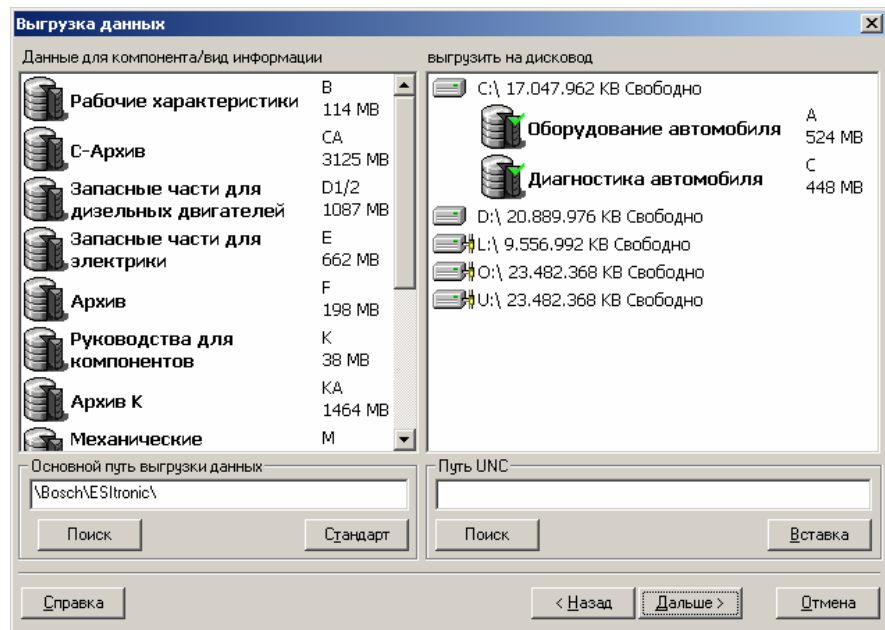 Выгрузка данных
Данные для компонента/вид информации
Рабочие характеристики
B
114 MB
С-Архив
CA
3125 MB
Запасные части для
дизельных двигателей
D1/2
1087 MB
Запасные части для
электрики
E
662 MB
Архив
F
198 MB
Руководства для
компонентов
K
38 MB
Архив К
KA
1464 MB
Механические
M
выгрузить на дисковод
C:\ 17.047.962 KB Свободно
Оборудование автомобиля
A
524 MB
Диагностика автомобиля
C
448 MB
D:\ 20.889.976 KB Свободно
L:\ 9.556.992 KB Свободно
O:\ 23.482.368 KB Свободно
U:\ 23.482.368 KB Свободно
Основной путь выгрузки данных
\Bosch\ESItronic\
Поиск
Стандарт
Путь UNC
Поиск
Вставка
Справка
< Назад
Дальше >
Отмена